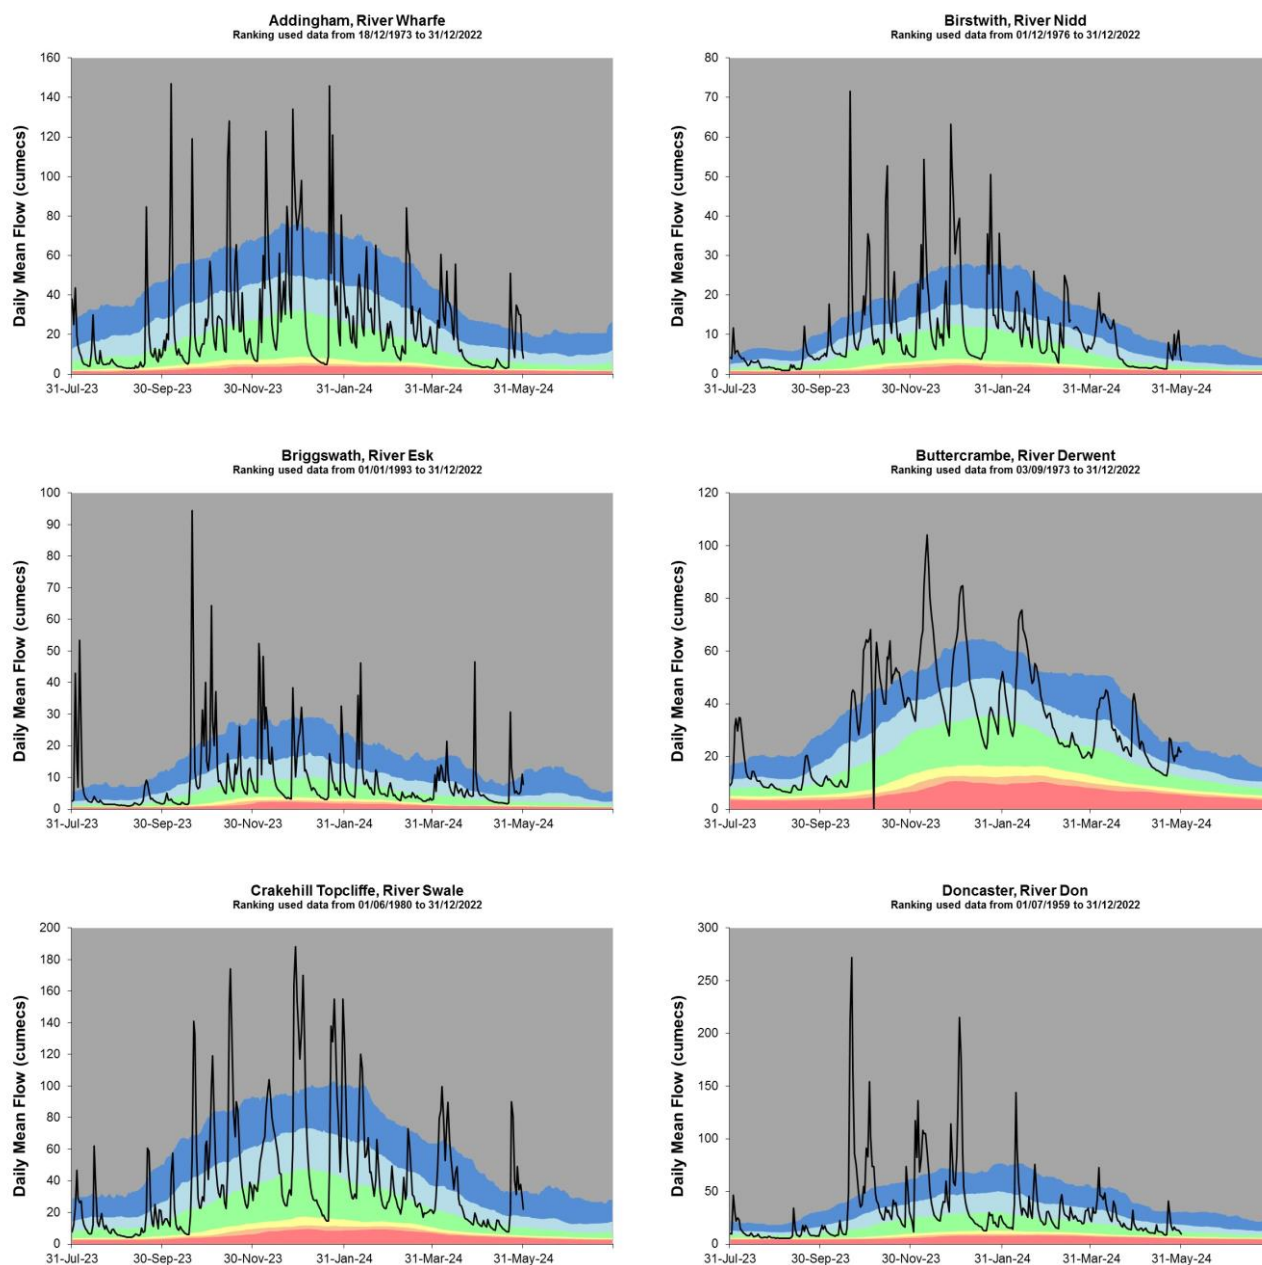 Addingham, River Wharfe
Ranking used data from 18/12/1973 to 31/12/2022
Daily Mean Flow (cumecs)
160
140
120
100
80
60
40
20
0
31-Jul-23 30-Sep-23 30-Nov-23 31-Jan-24 31-Mar-24 31-May-24
Birstwith, River Nidd
Ranking used data from 01/12/1976 to 31/12/2022
Daily Mean Flow (cumecs)
80
70
60
50
40
30
20
10
0
31-Jul-23 30-Sep-23 30-Nov-23 31-Jan-24 31-Mar-24 31-May-24
Briggswath, River Esk
Ranking used data from 01/01/1993 to 31/12/2022
Daily Mean Flow (cumecs)
100
90
80
70
60
50
40
30
20
10
0
31-Jul-23 30-Sep-23 30-Nov-23 31-Jan-24 31-Mar-24 31-May-24
Buttercrambe, River Derwent
Ranking used data from 03/09/1973 to 31/12/2022
Daily Mean Flow (cumecs)
120
100
80
60
40
20
0
31-Jul-23 30-Sep-23 30-Nov-23 31-Jan-24 31-Mar-24 31-May-24
Crakehill Topcliffe, River Swale
Ranking used data from 01/06/1980 to 31/12/2022
Daily Mean Flow (cumecs)
200
180
160
140
120
100
80
60
40
20
0
31-Jul-23 30-Sep-23 30-Nov-23 31-Jan-24 31-Mar-24 31-May-24
Doncaster, River Don
Ranking used data from 01/07/1959 to 31/12/2022
Daily Mean Flow (cumecs)
300
250
200
150
100
50
0
31-Jul-23 30-Sep-23 30-Nov-23 31-Jan-24 31-Mar-24 31-May-24